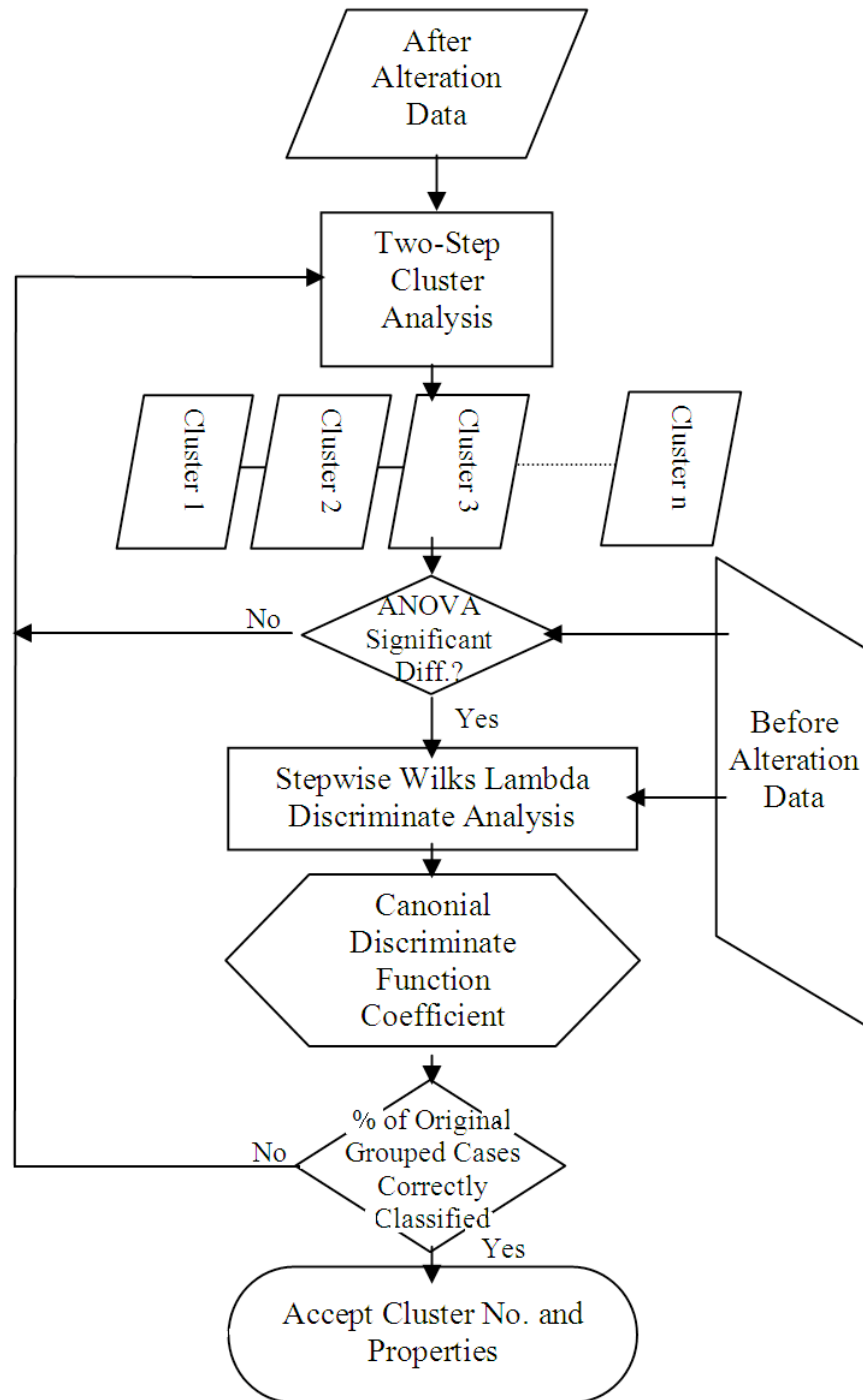 After
Alteration
Data
Two-Step
Cluster
Analysis
Cluster 1
Cluster 2
Cluster 3
Cluster n
ANOVA
Significant
Diff.?
No
Yes
Before
Alteration
Data
Stepwise Wilks Lambda
Discriminate Analysis
Canonial
Discriminate
Function
Coefficient
% of Original
Grouped Cases
Correctly
Classified
No
Yes
Accept Cluster No. and
Properties